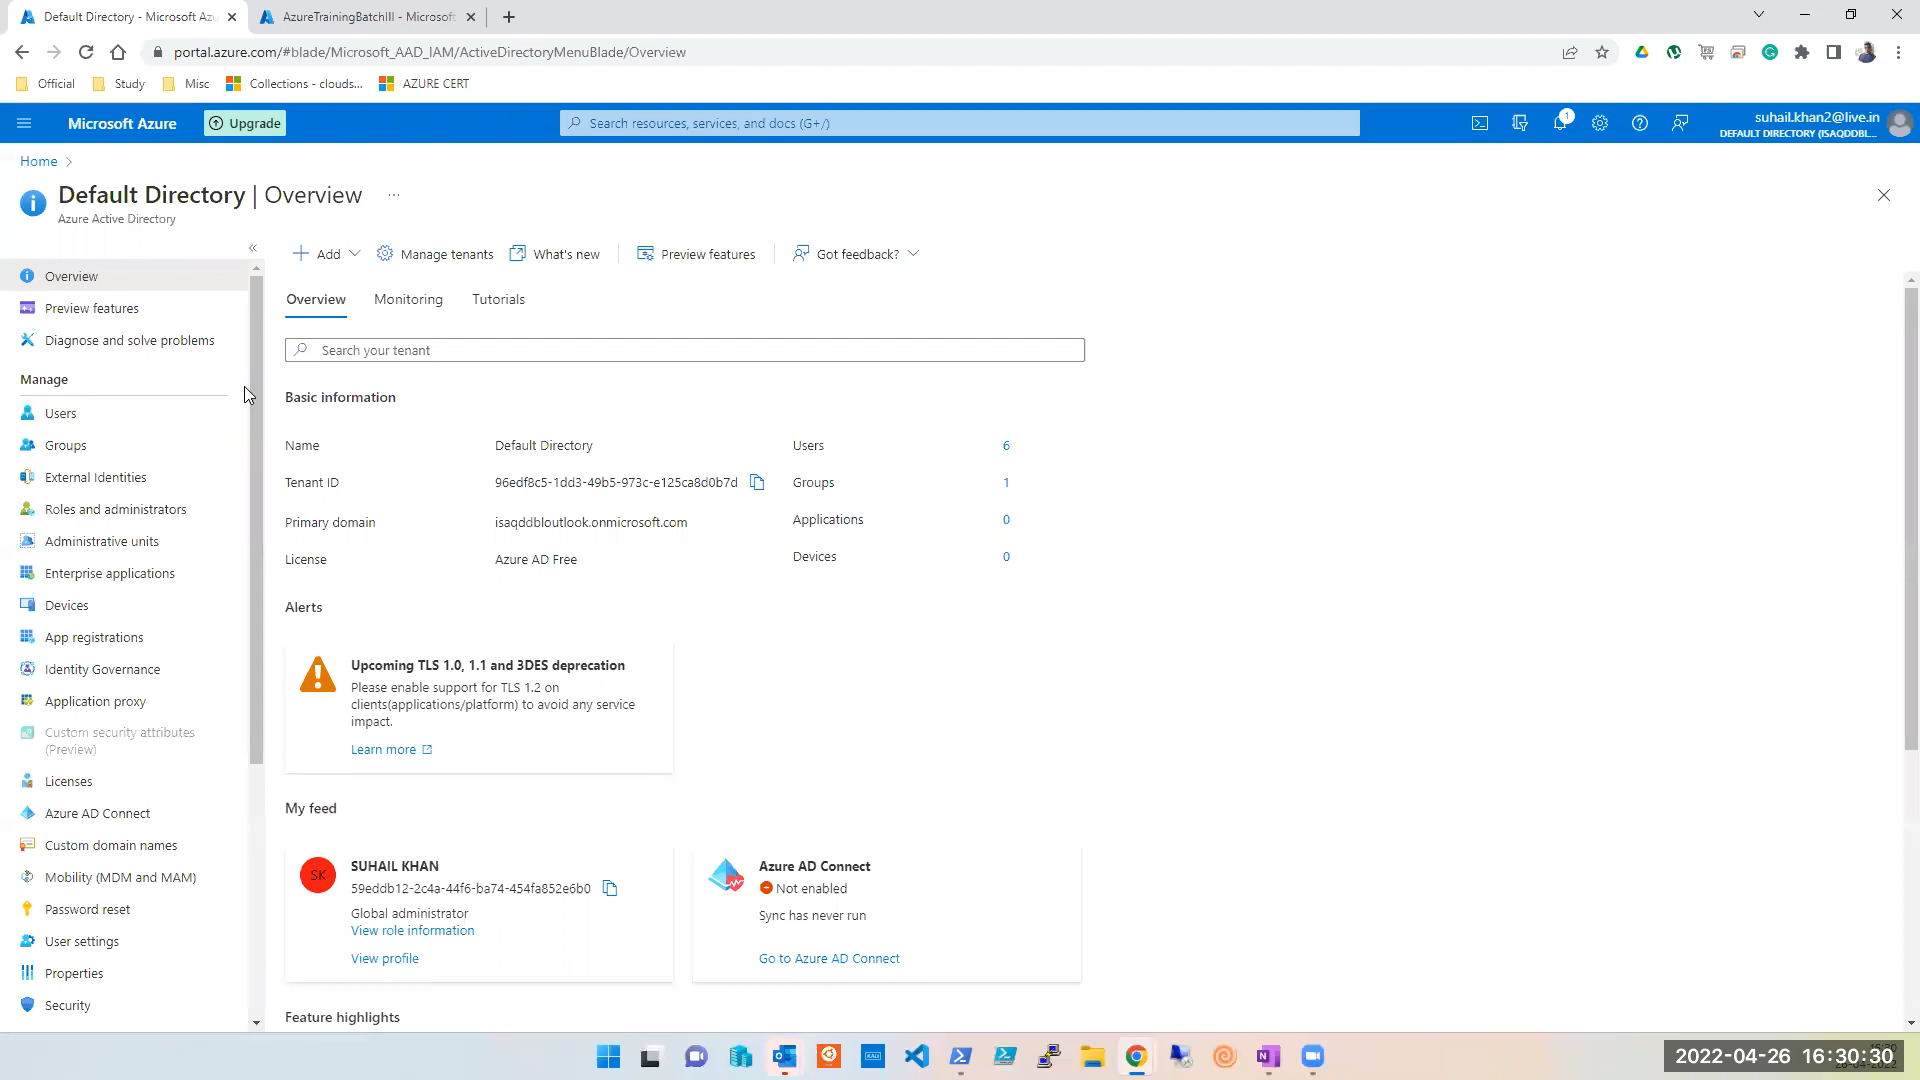 Default Directory - Microsoft Azu
AzureTrainingBatchIII - Microsoft
portal.azure.com/#blade/Microsoft_AAD_IAM/ActiveDirectoryMenuBlade/Overview
Official
Study
Misc
Collections - clouds...
AZURE CERT
Microsoft Azure
Upgrade
Search resources, services, and docs (G+/)
1
suhail.khan2@live.in
DEFAULT DIRECTORY (ISAQDDBL...
Home
Default Directory | Overview
...
Azure Active Directory
Overview
Preview features
Diagnose and solve problems
Manage
Users
Groups
External Identities
Roles and administrators
Administrative units
Enterprise applications
Devices
App registrations
Identity Governance
Application proxy
Custom security attributes
(Preview)
Licenses
Azure AD Connect
Custom domain names
Mobility (MDM and MAM)
Password reset
User settings
Properties
Security
Add
Manage tenants
What's new
Preview features
Got feedback?
Overview
Monitoring
Tutorials
Search your tenant
Basic information
Name Default Directory Users 6
Tenant ID 96edf8c5-1dd3-49b5-973c-e125ca8d0b7d Groups 1
Primary domain isaqddbloutlook.onmicrosoft.com Applications 0
License Azure AD Free Devices 0
Alerts
Upcoming TLS 1.0, 1.1 and 3DES deprecation
Please enable support for TLS 1.2 on
clients(applications/platform) to avoid any service
impact.
Learn more
My feed
SK
SUHAIL KHAN
59eddb12-2c4a-44f6-ba74-454fa852e6b0
Global administrator
View role information
View profile
Azure AD Connect
Not enabled
Sync has never run
Go to Azure AD Connect
Feature highlights
2022-04-26 16:30:30